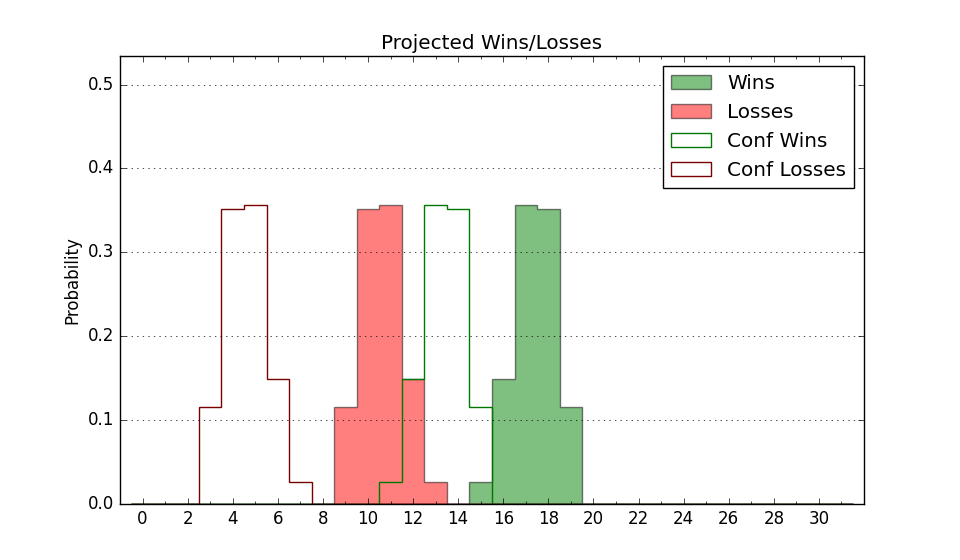 Projected Wins/Losses
Wins
Losses
Conf Wins
Conf Losses
Probability
0.5
0.4
0.3
0.2
0.1
0.0
0 2 4 6 8 10 12 14 16 18 20 22 24 26 28 30